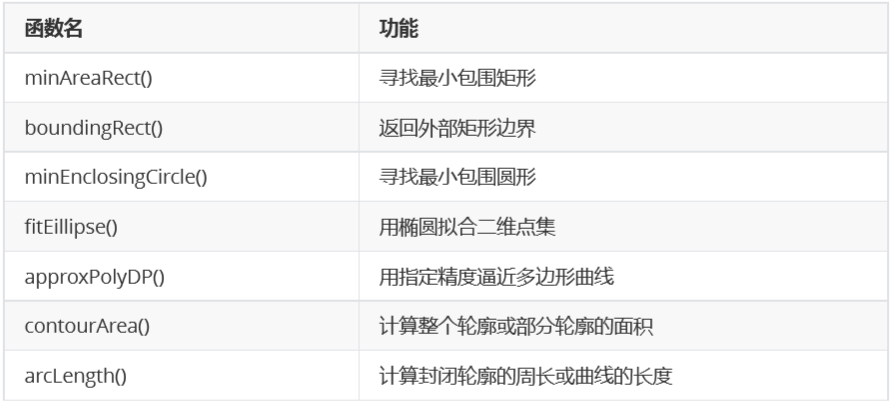 函数名 功能
minAreaRect() 寻找最小包围矩形
boundingRect() 返回外部矩形边界
minEnclosingCircle() 寻找最小包围圆形
fitEillipse() 用椭圆拟合二维点集
approxPolyDP() 用指定精度逼近多边形曲线
contourArea() 计算整个轮廓或部分轮廓的面积
arcLength() 计算封闭轮廓的周长或曲线的长度